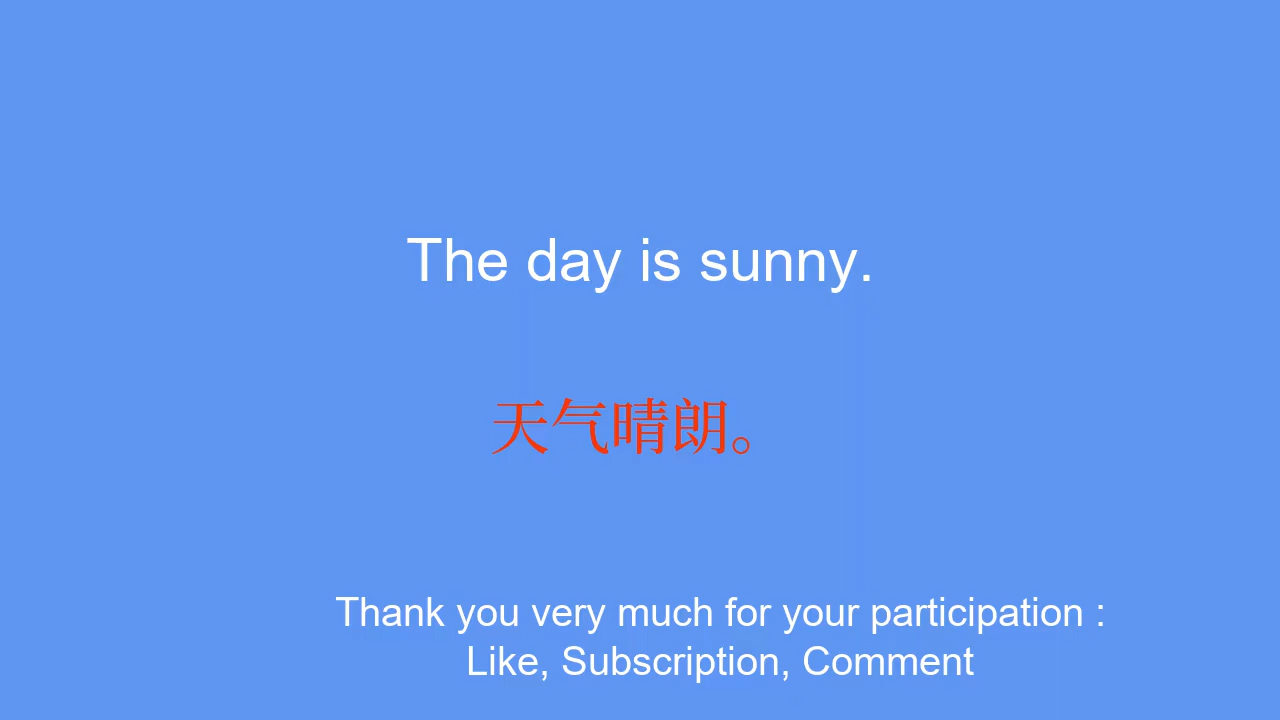 The day is sunny.
天气晴朗。
Thank you very much for your participation :
Like, Subscription, Comment